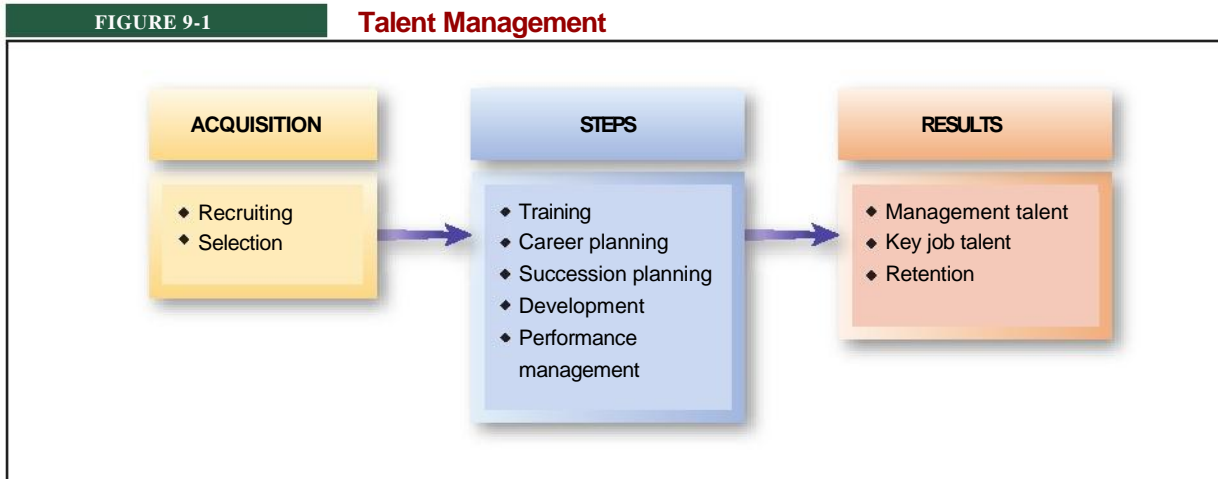 FIGURE 9-1
Talent Management
ACQUISITION
Recruiting
Selection
STEPS
Training
Career planning
Succession planning
Development
Performance
management
RESULTS
Management talent
Key job talent
Retention